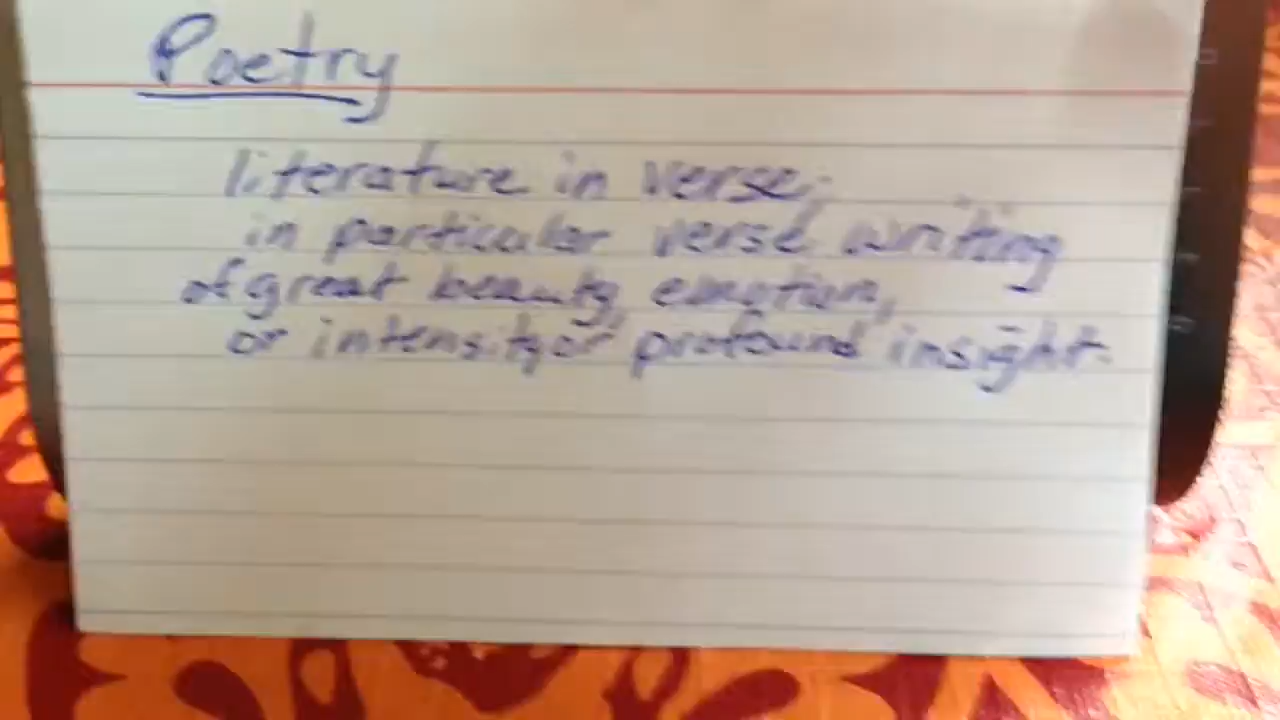 Poetry
literature in verse;
in particular verse writing
of great beauty, emotion,
or intensity or profound insight.